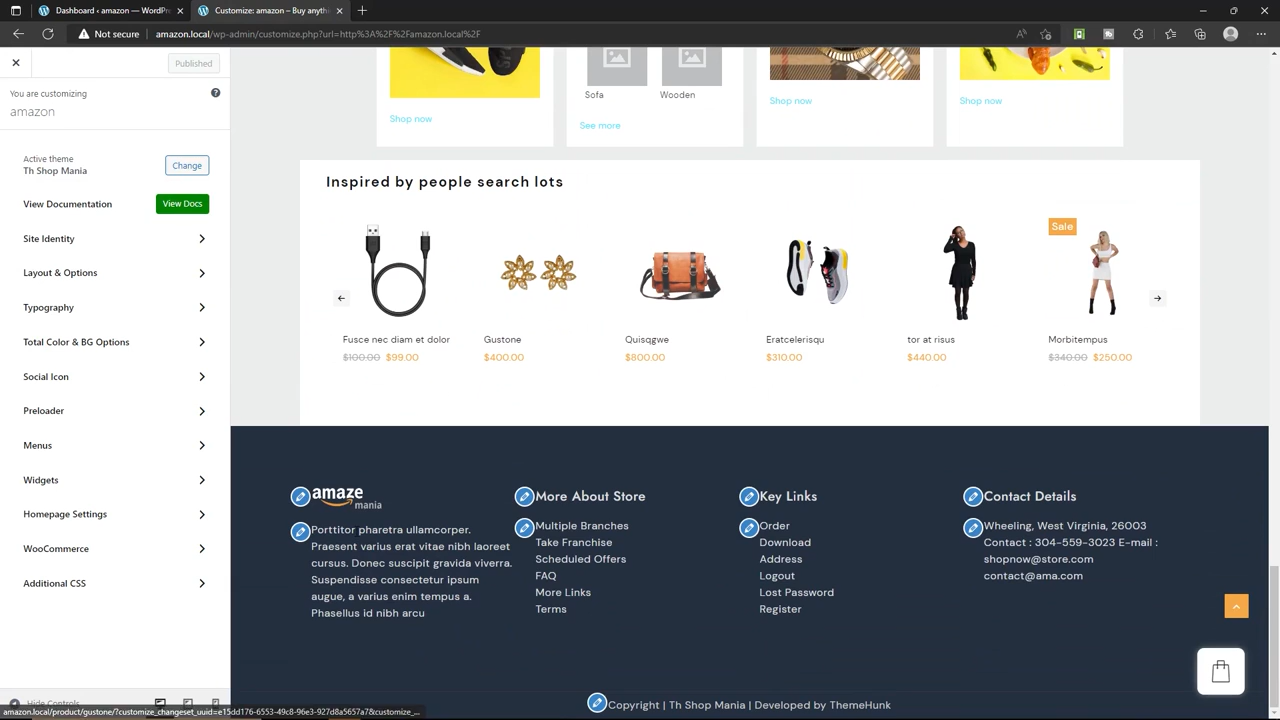 Dashboard ‹ amazon — WordPr
Customize: amazon – Buy anythi
Not secure
amazon.local/wp-admin/customize.php?url=http%3A%2F%2Famazon.local%2F
Published
You are customizing
amazon
Active theme
Th Shop Mania
Change
View Documentation
View Docs
Site Identity
Layout & Options
Typography
Total Color & BG Options
Social Icon
Preloader
Menus
Widgets
Homepage Settings
WooCommerce
Additional CSS
Hide Controls
amazon.local/product/gustone/?customize_changeset_uuid=e15dd176-6553-49c8-96e3-927d8a5657a7&customize_...
Sofa
Wooden
Shop now
Shop now
Shop now
See more
Inspired by people search lots
Sale
Fusce nec diam et dolor
Gustone
Quisqgwe
Eratcelerisqu
tor at risus
Morbitempus
$100.00 $99.00
$400.00
$800.00
$310.00
$440.00
$340.00 $250.00
amaze
mania
Porttitor pharetra ullamcorper.
Praesent varius erat vitae nibh laoreet
cursus. Donec suscipit gravida viverra.
Suspendisse consectetur ipsum
augue, a varius enim tempus a.
Phasellus id nibh arcu
More About Store
Multiple Branches
Take Franchise
Scheduled Offers
FAQ
More Links
Terms
Key Links
Order
Download
Address
Logout
Lost Password
Register
Contact Details
Wheeling, West Virginia, 26003
Contact : 304-559-3023 E-mail :
shopnow@store.com
contact@ama.com
Copyright | Th Shop Mania | Developed by ThemeHunk